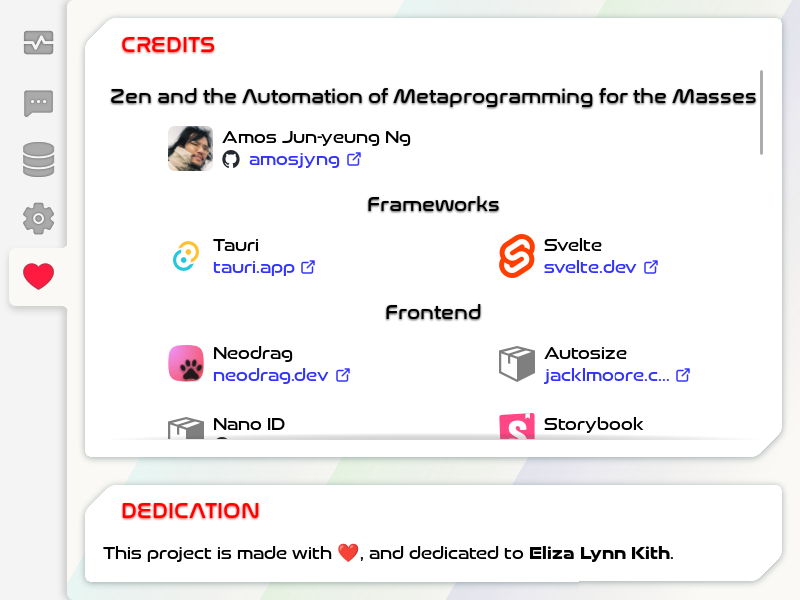 CREDITS
Zen and the Automation of Metaprogramming for the Masses
Amos Jun-yeung Ng
amosjyng
Frameworks
Tauri
tauri.app
Svelte
svelte.dev
Frontend
Neodrag
neodrag.dev
Autosize
jacklmoore.c...
Nano ID
Storybook
DEDICATION
This project is made with ❤️, and dedicated to Eliza Lynn Kith.